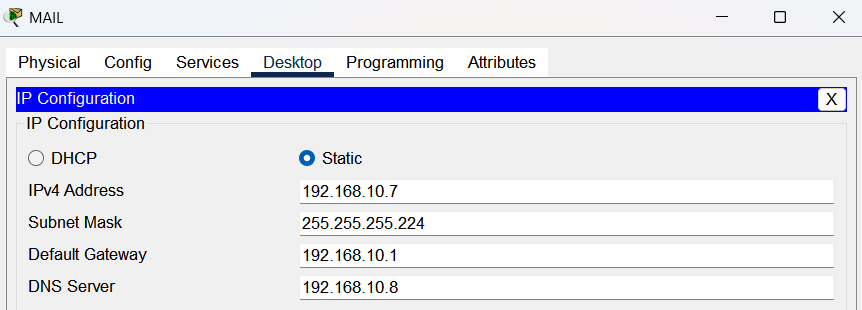 MAIL
Physical Config Services Desktop Programming Attributes
IP Configuration X
IP Configuration
DHCP Static
IPv4 Address 192.168.10.7
Subnet Mask 255.255.255.224
Default Gateway 192.168.10.1
DNS Server 192.168.10.8